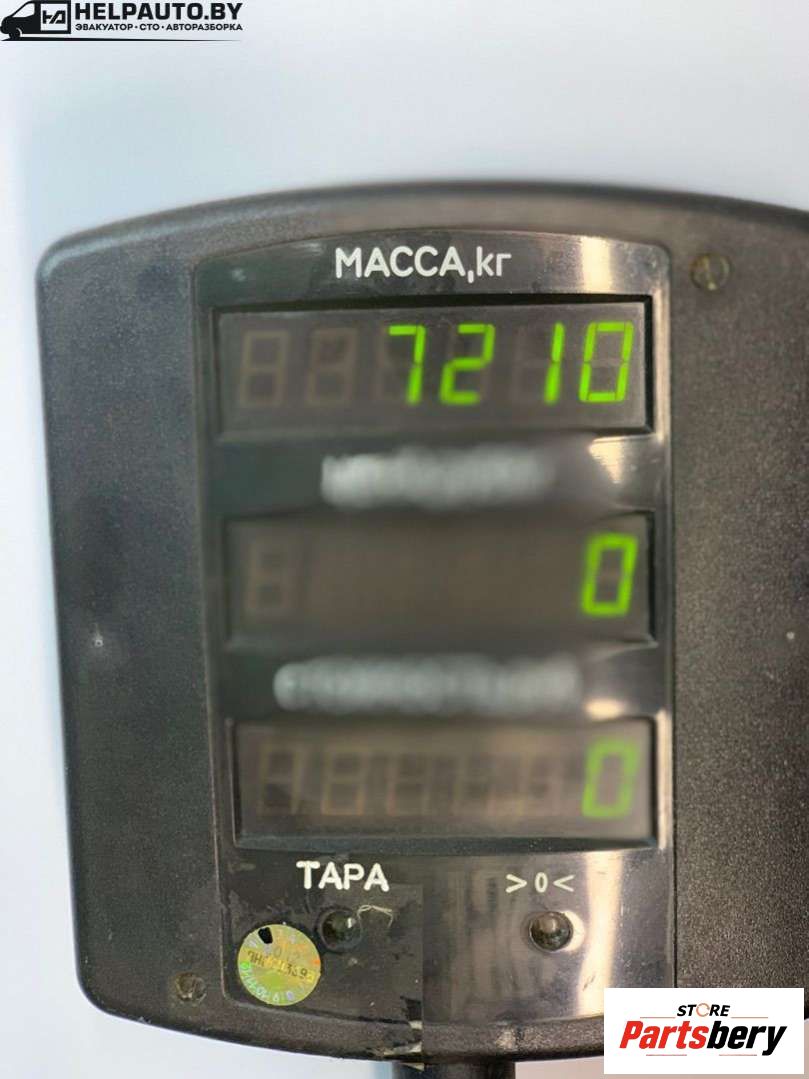 HELPAUTO.BY
ЭВАКУАТОР • СТО • АВТОРАЗБОРКА
МАССА,кг
7210
0
0
ТАРА >0<
STORE
Partsbery